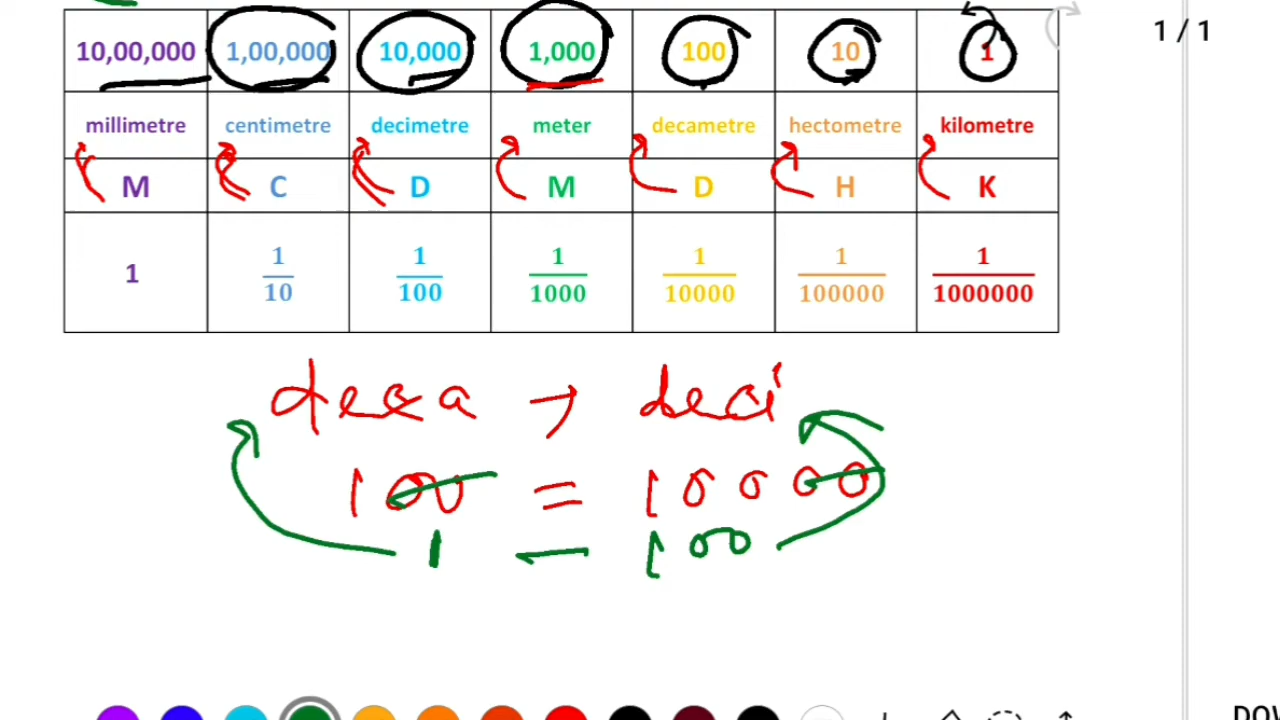 1 / 1
10,00,000 1,00,000 10,000 1,000 100 10 1
millimetre centimetre decimetre meter decametre hectometre kilometre
M C D M D H K
1 1/10 1/100 1/1000 1/10000 1/100000 1/1000000
deca → deci
100 = 10000
1 – 100